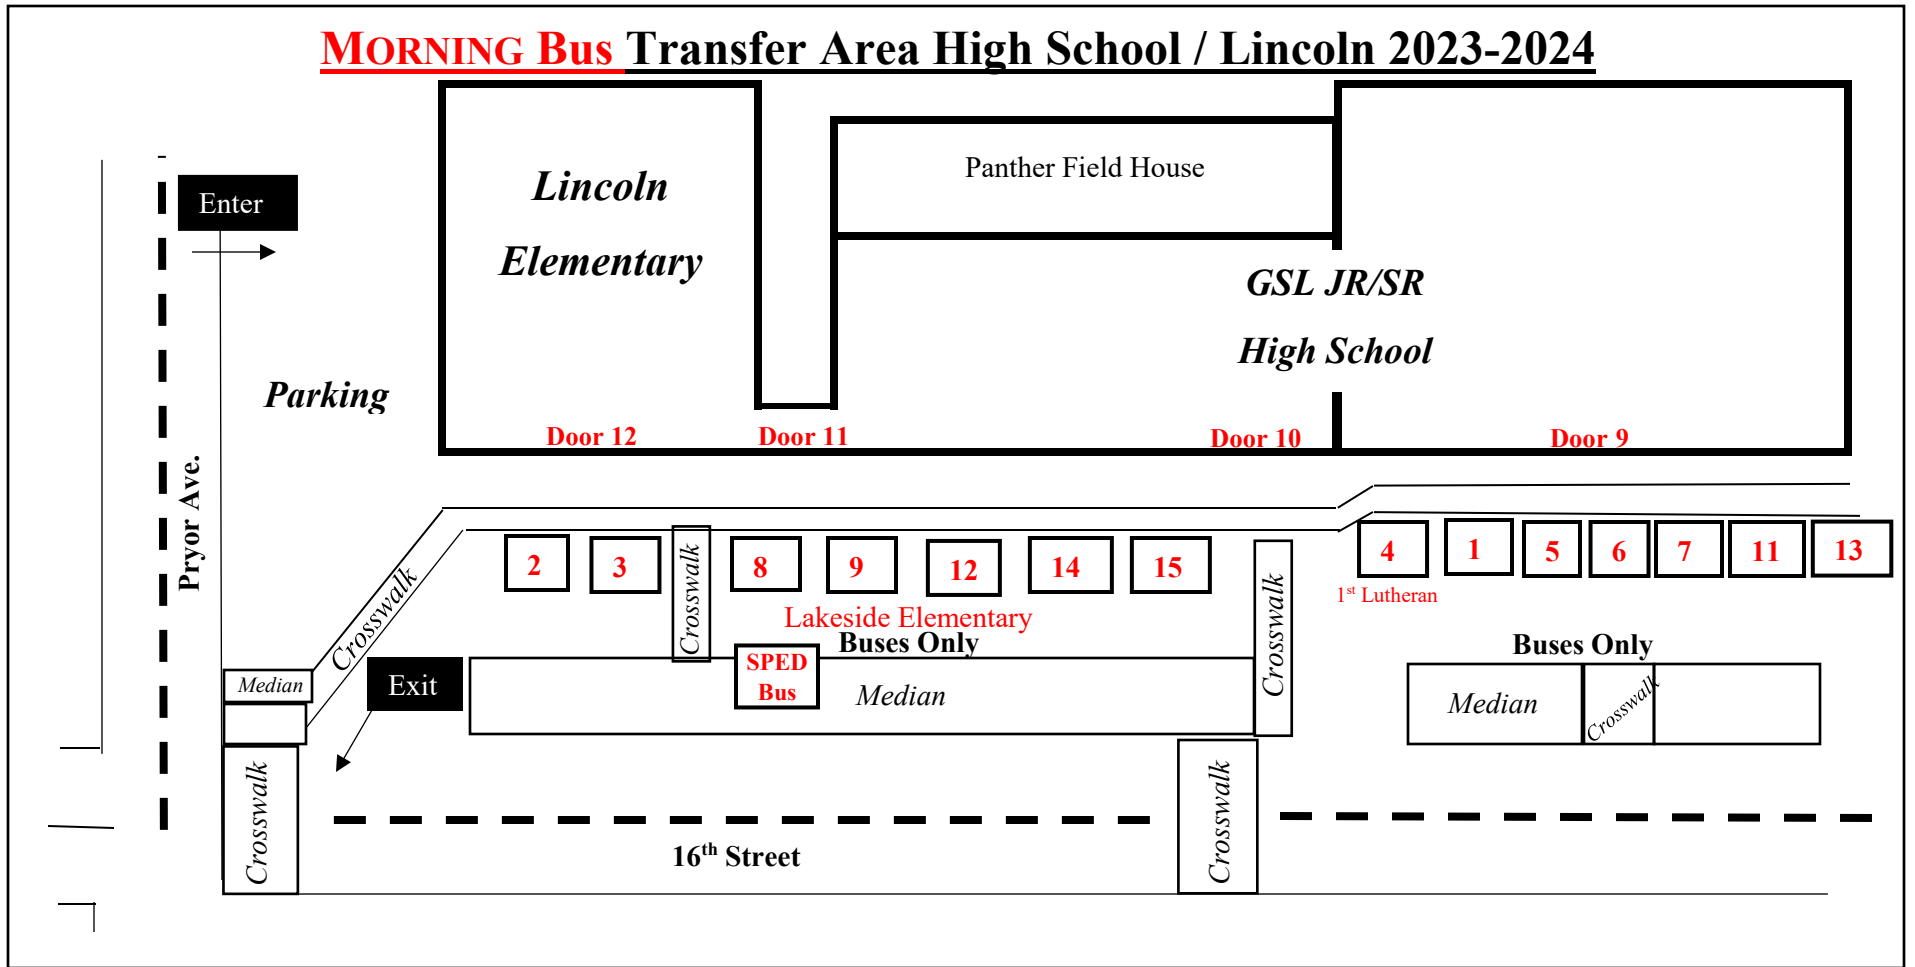 MORNING Bus Transfer Area High School / Lincoln 2023-2024
Enter
Lincoln
Elementary
Panther Field House
GSL JR/SR
High School
Parking
Door 12
Door 11
Door 10
Door 9
Pryor Ave.
Crosswalk
2
3
Crosswalk
8
9
12
14
15
Crosswalk
4
1
5
6
7
11
13
1st Lutheran
Lakeside Elementary
Buses Only
Buses Only
Median
Exit
SPED
Bus
Median
Median
Crosswalk
Crosswalk
Crosswalk
16th Street